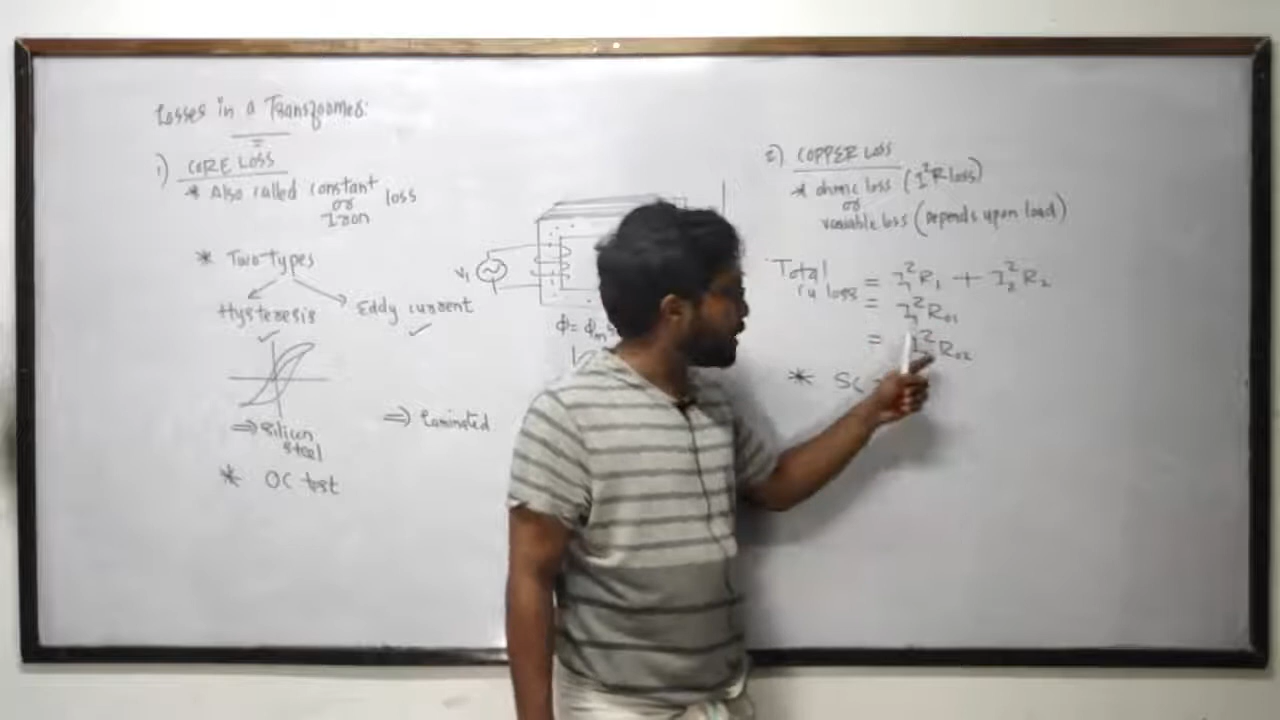 Losses in a Transformer:
1) CORE LOSS
* Also called constant loss
or
Iron
* Two types
Hysteresis
Eddy current
⇒ Silicon
steel
⇒ Laminated
* OC test
V₁
ϕ = ϕₘ
2) COPPER LOSS
* ohmic loss (I²R loss)
or
variable loss (Depends upon load)
Total
cu loss = I₁²R₁ + I₂²R₂
= I₁²R₀₁
= I₂²R₀₂
* SC